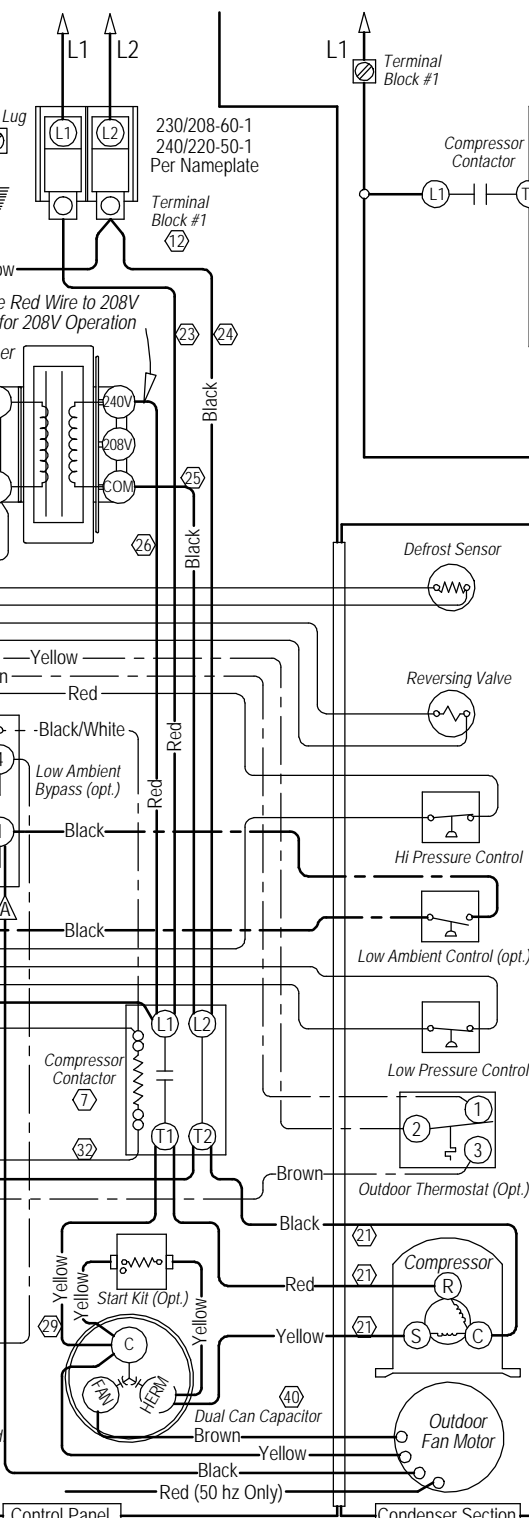 L1
L2
L1
Terminal
Block #1
Lug
L1
L2
230/208-60-1
240/220-50-1
Per Nameplate
Compressor
Contactor
L1
T
Terminal
Block #1
12
ow
e Red Wire to 208V
for 208V Operation
er
23
24
Black
240V
208V
COM
25
26
Black
Defrost Sensor
Yellow
n
Red
Reversing Valve
Black/White
Red
Red
4
Low Ambient
Bypass (opt.)
Black
Hi Pressure Control
A
Black
Low Ambient Control (opt.)
L1
L2
Compressor
Contactor
7
Low Pressure Control
1
2
3
T1
T2
32
Brown
Outdoor Thermostat (Opt.)
Black
21
Compressor
Yellow
Yellow
Start Kit (Opt.)
Yellow
Red
21
R
29
C
Yellow
21
S
C
FAN
HERM
40
Dual Can Capacitor
Brown
Outdoor
Fan Motor
Yellow
Black
Red (50 hz Only)
Control Panel
Condenser Section